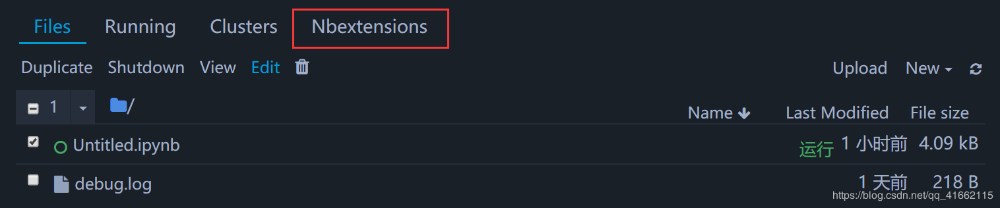 Files Running Clusters Nbextensions
Duplicate Shutdown View Edit Upload New
1 / Name Last Modified File size
Untitled.ipynb 运行 1 小时前 4.09 kB
debug.log 1 天前 218 B
https://blog.csdn.net/qq_41662115